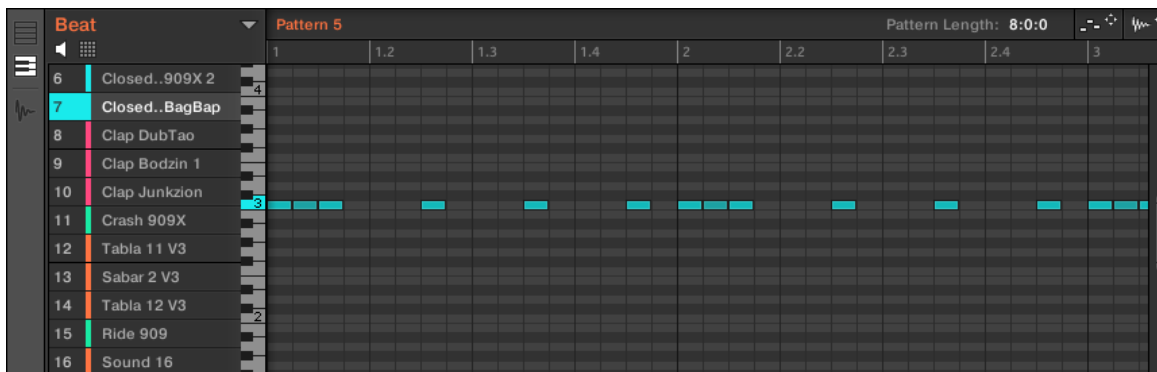 Beat Pattern 5 Pattern Length: 8:0:0
1 1.2 1.3 1.4 2 2.2 2.3 2.4 3
6 Closed..909X 2
4
7 Closed..BagBap
8 Clap DubTao
9 Clap Bodzin 1
10 Clap Junkzion
3
11 Crash 909X
12 Tabla 11 V3
13 Sabar 2 V3
14 Tabla 12 V3
2
15 Ride 909
16 Sound 16